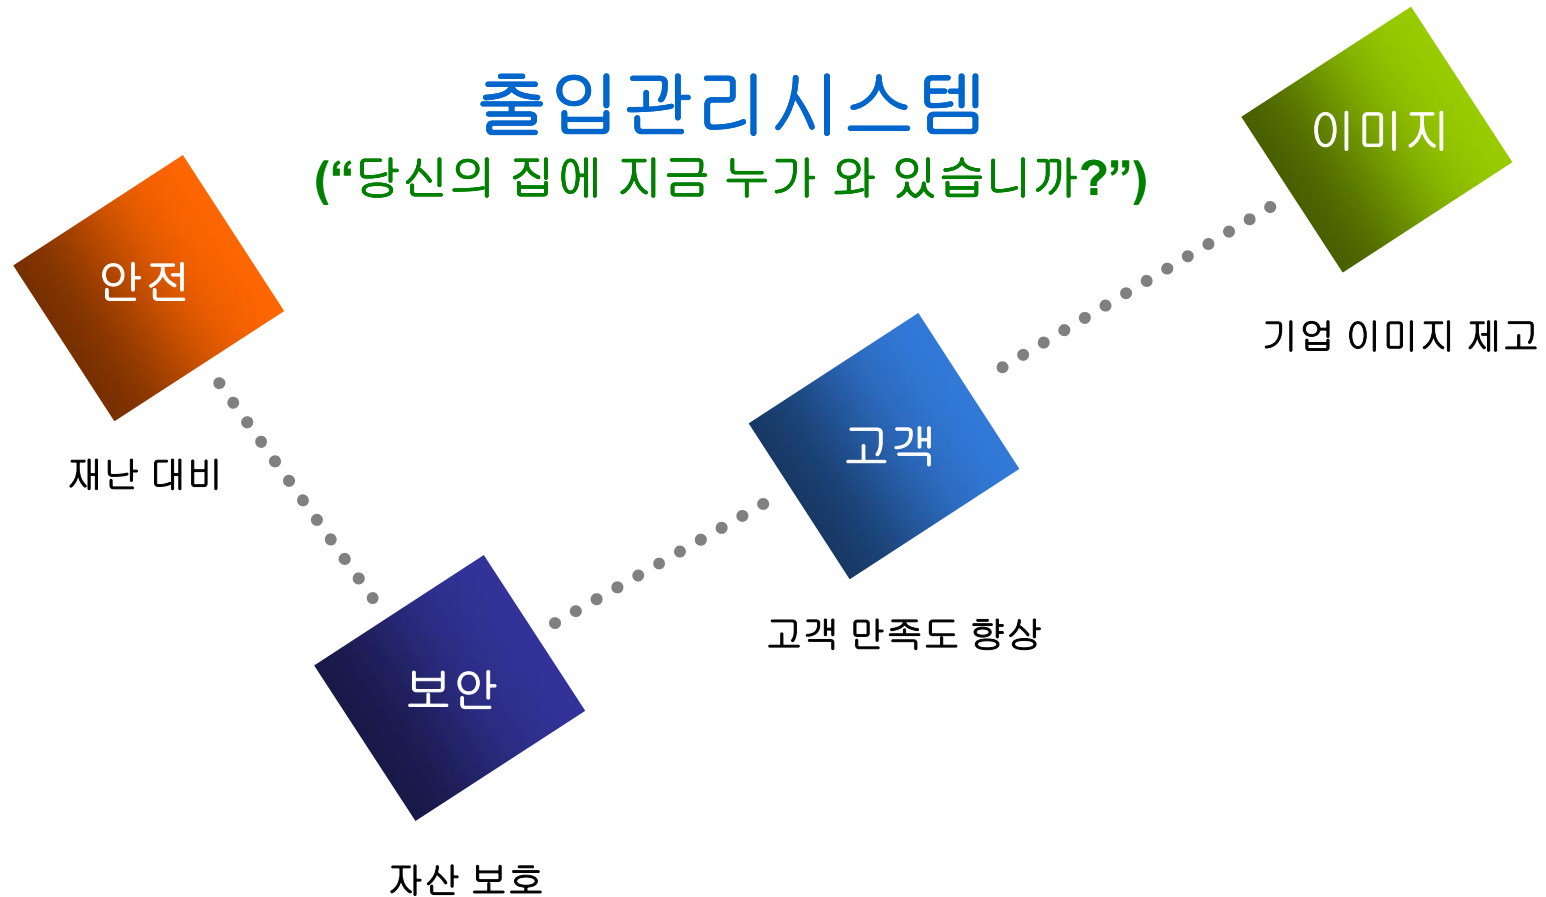 출입관리시스템
(“당신의 집에 지금 누가 와 있습니까?”)
안전
재난 대비
보안
자산 보호
고객
고객 만족도 향상
이미지
기업 이미지 제고